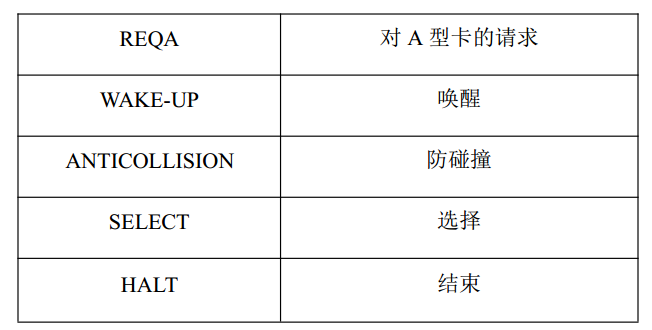 REQA 对 A 型卡的请求
WAKE-UP 唤醒
ANTICOLLISION 防碰撞
SELECT 选择
HALT 结束